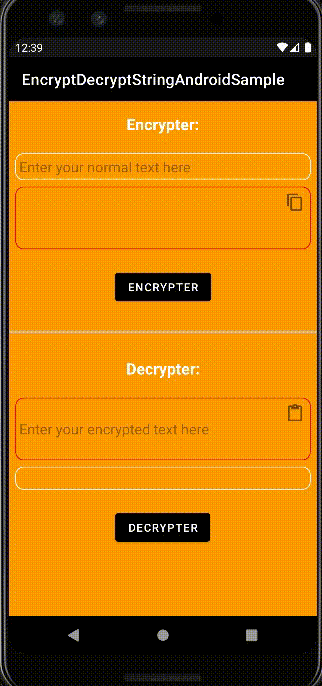 12:39
EncryptDecryptStringAndroidSample
Encrypter:
Enter your normal text here
ENCRYPTER
Decrypter:
Enter your encrypted text here
DECRYPTER